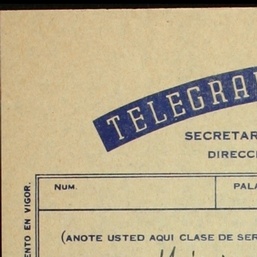 TELEGRA
SECRETAR
DIRECC
NUM.
PALA
(ANOTE USTED AQUI CLASE DE SER
ENTO EN VIGOR.